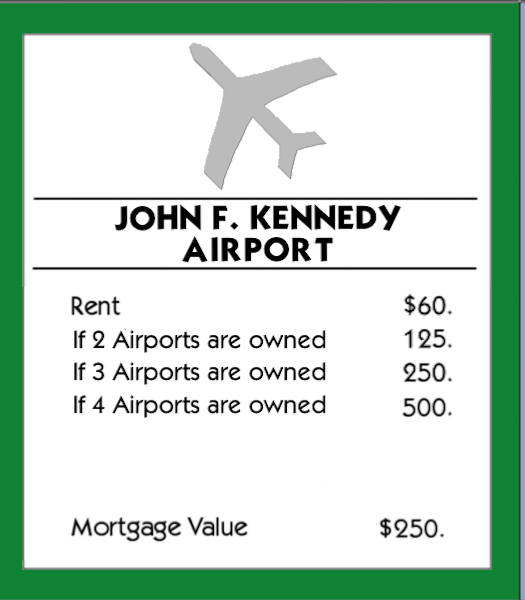 JOHN F. KENNEDY
AIRPORT
Rent $60.
If 2 Airports are owned 125.
If 3 Airports are owned 250.
If 4 Airports are owned 500.
Mortgage Value $250.